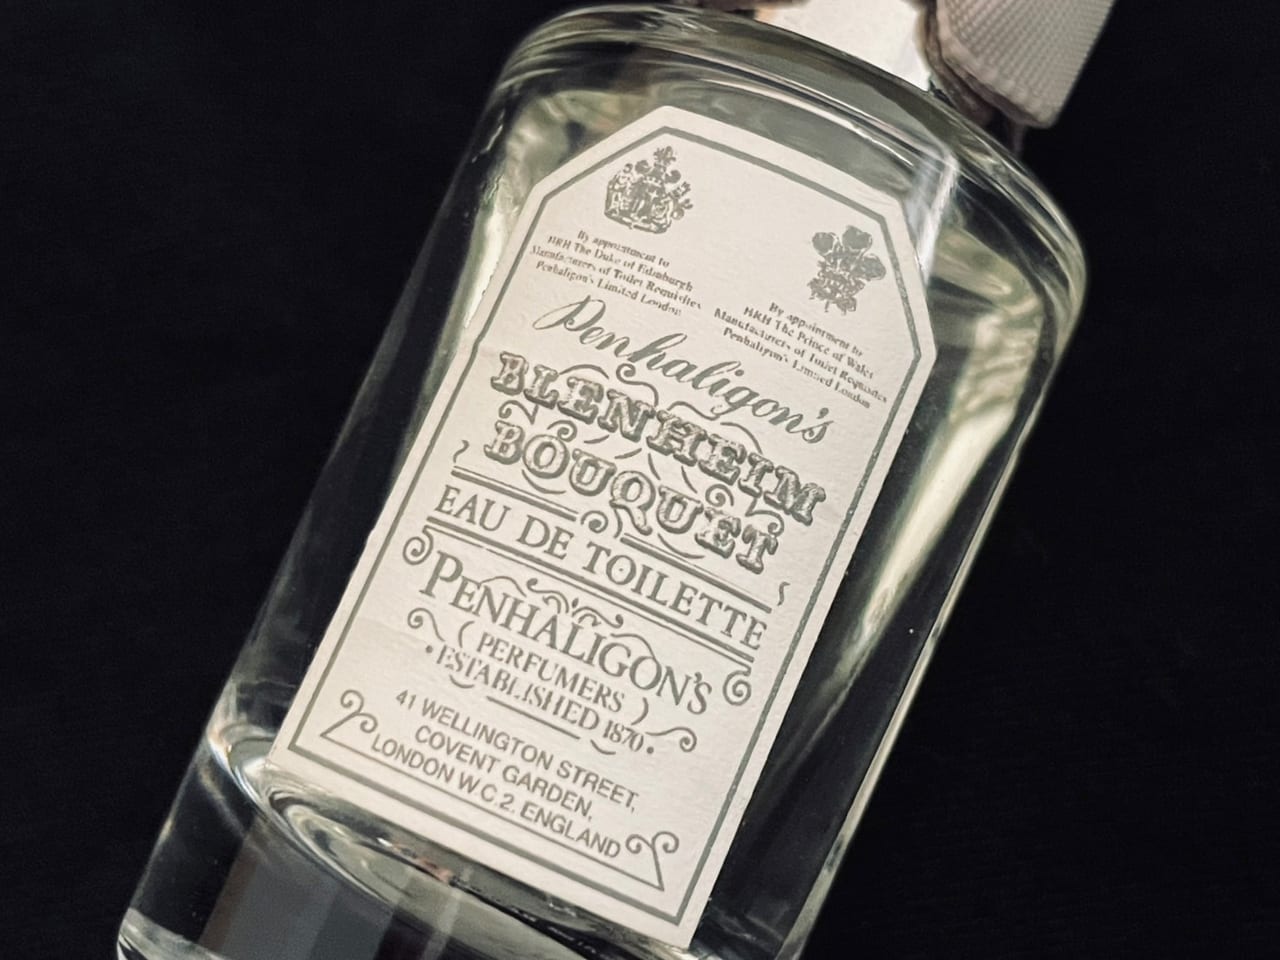 By appointment to
HRH The Duke of Edinburgh
Manufacturers of Toilet Requisites
Penhaligon's Limited London
By appointment to
HRH The Prince of Wales
Manufacturers of Toilet Requisites
Penhaligon's Limited London
Penhaligon's
BLENHEIM
BOUQUET
EAU DE TOILETTE
PENHALIGON'S
( PERFUMERS )
• ESTABLISHED 1870 •
41 WELLINGTON STREET,
COVENT GARDEN,
LONDON W.C.2. ENGLAND